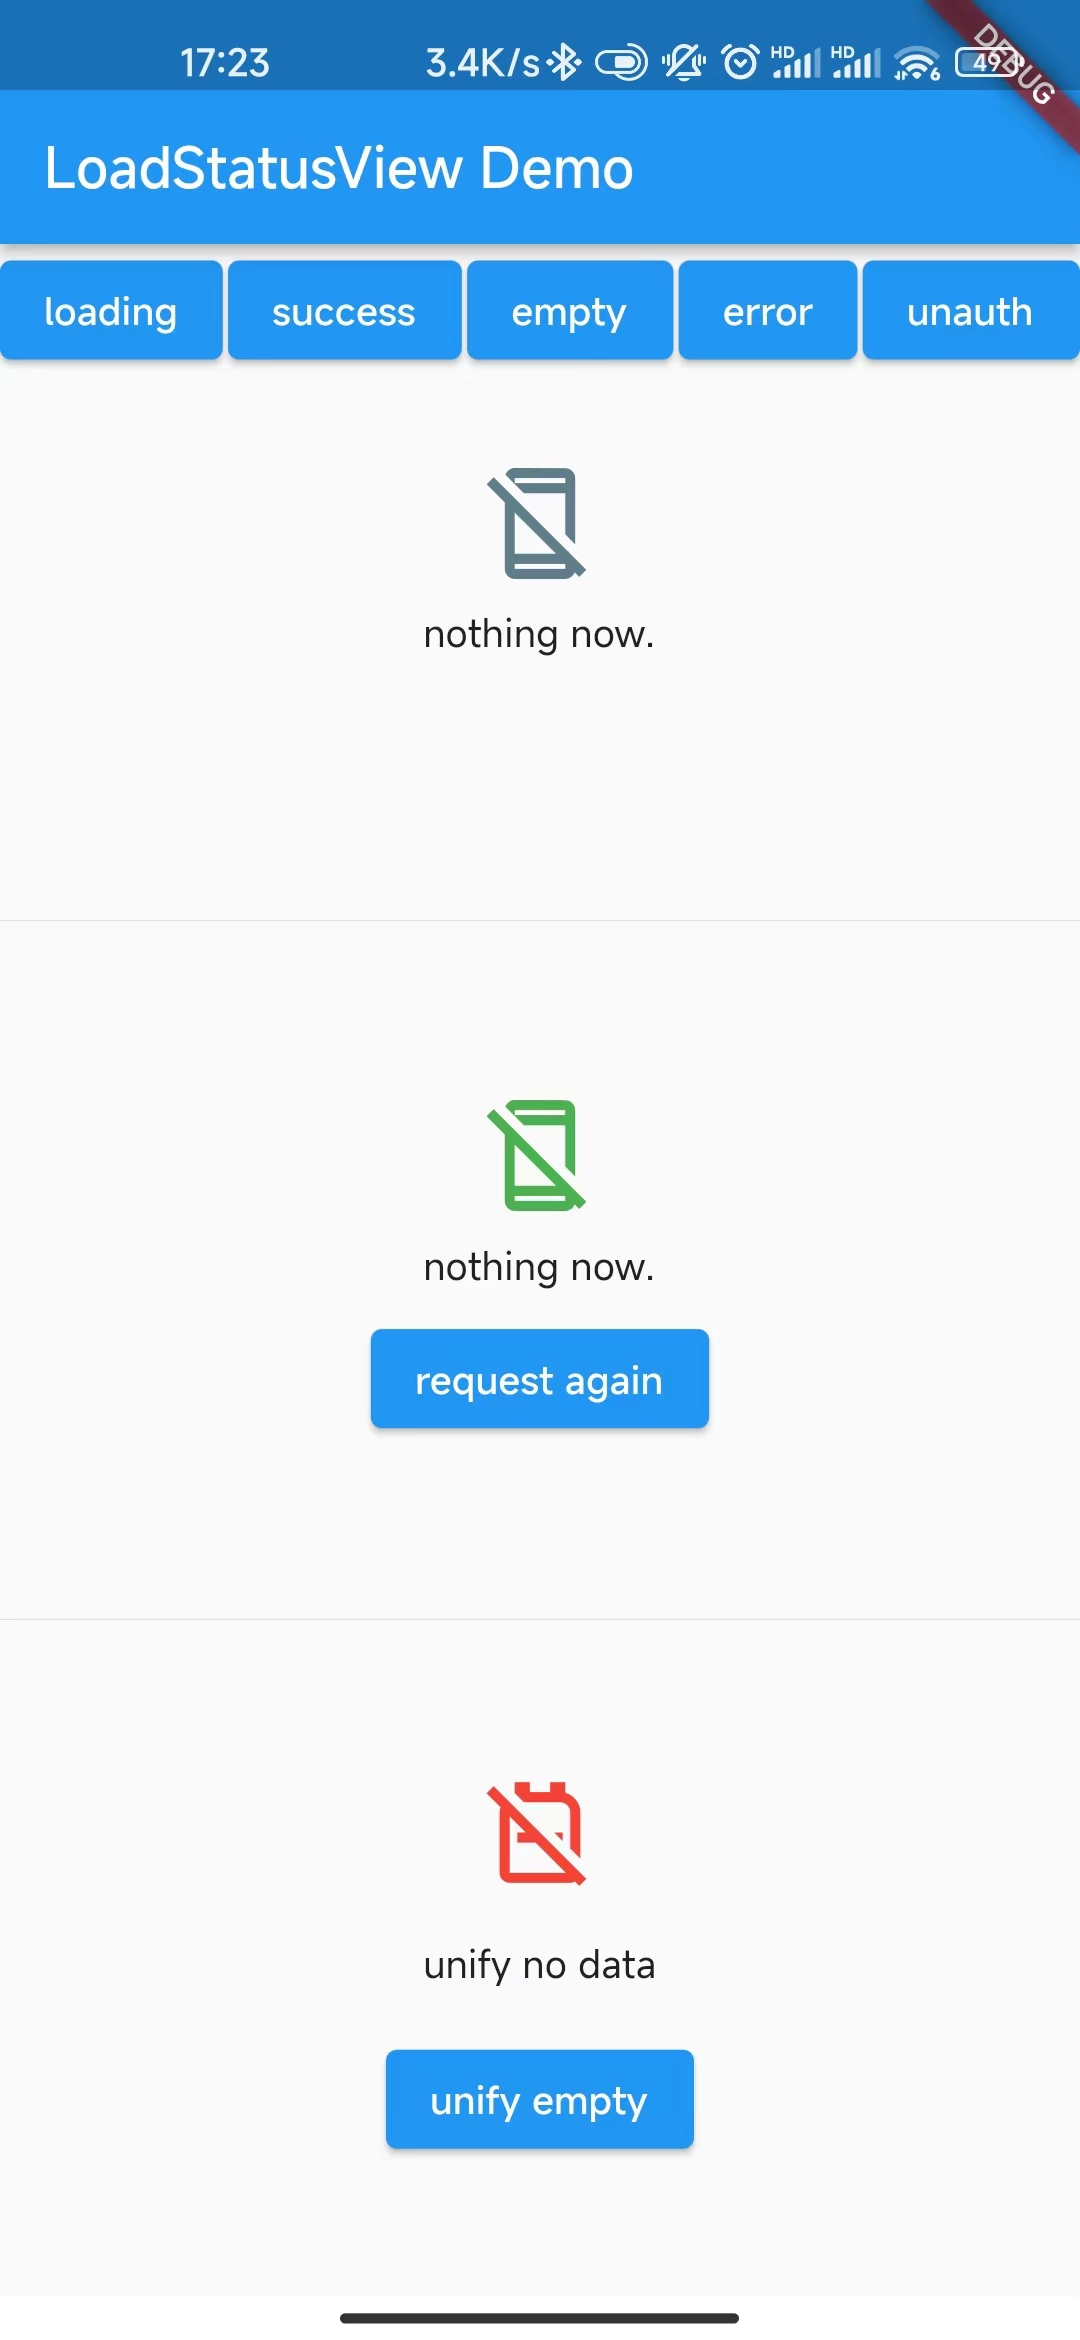 17:23 3.4K/s HD HD 6 49
DEBUG
LoadStatusView Demo
loading success empty error unauth
nothing now.
nothing now.
request again
unify no data
unify empty